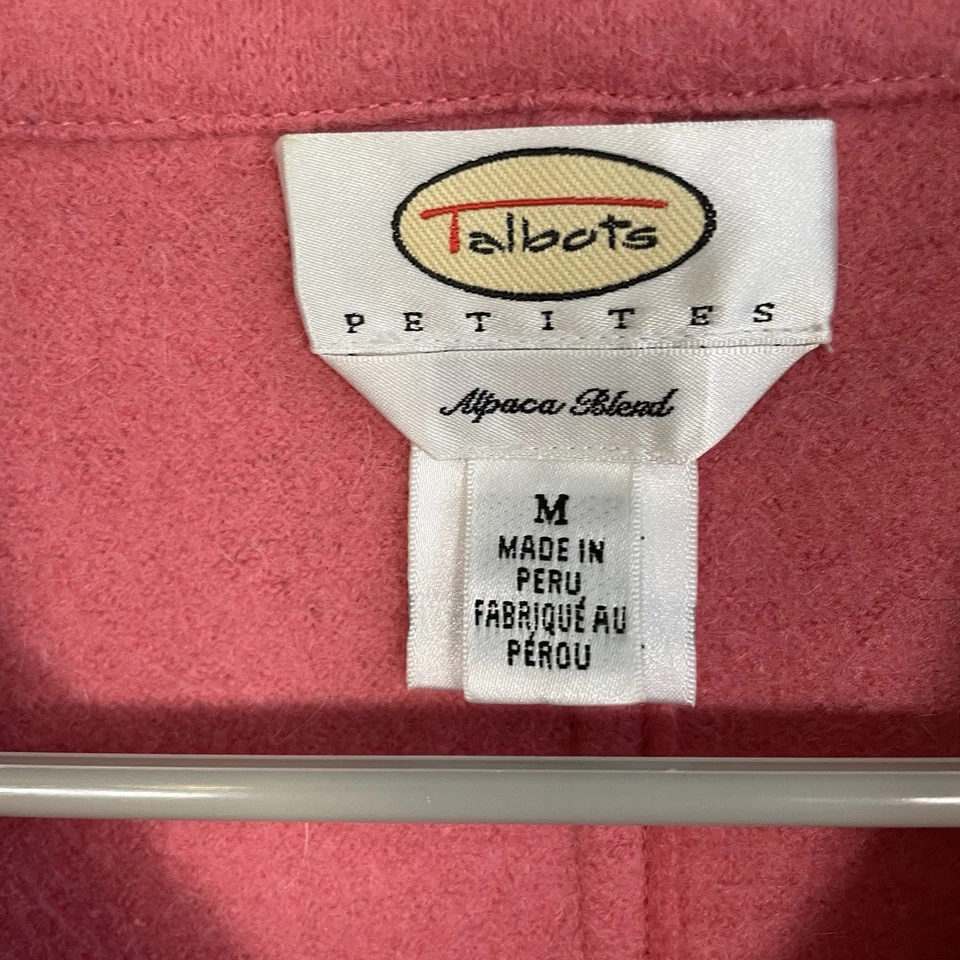 Talbots
PETITES
Alpaca Blend
M
MADE IN
PERU
FABRIQUÉ AU
PÉROU